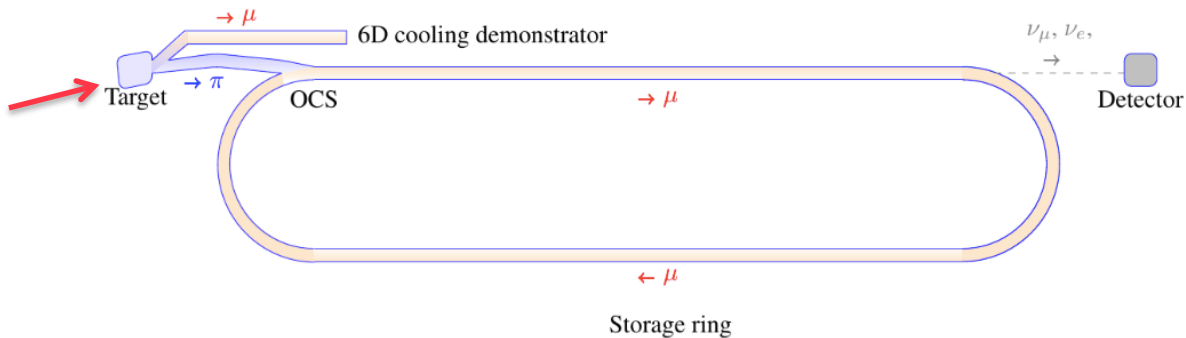 → μ
6D cooling demonstrator
ν_μ, ν_e,
→
→ π
Target
OCS
→ μ
Detector
← μ
Storage ring